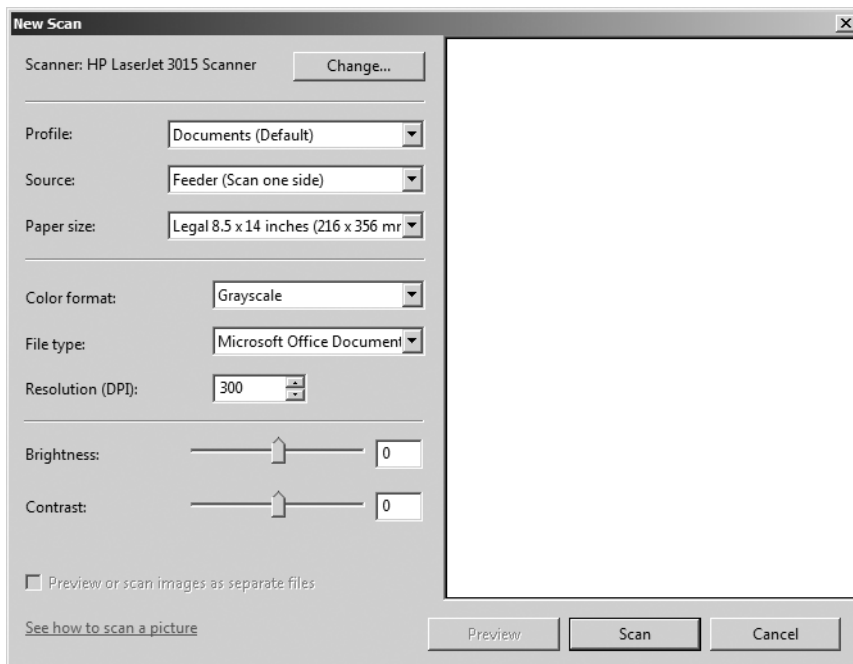 New Scan
Scanner: HP LaserJet 3015 Scanner
Change...
Profile:
Documents (Default)
Source:
Feeder (Scan one side)
Paper size:
Legal 8.5 x 14 inches (216 x 356 mr
Color format:
Grayscale
File type:
Microsoft Office Document
Resolution (DPI):
300
Brightness:
0
Contrast:
0
Preview or scan images as separate files
See how to scan a picture
Preview
Scan
Cancel